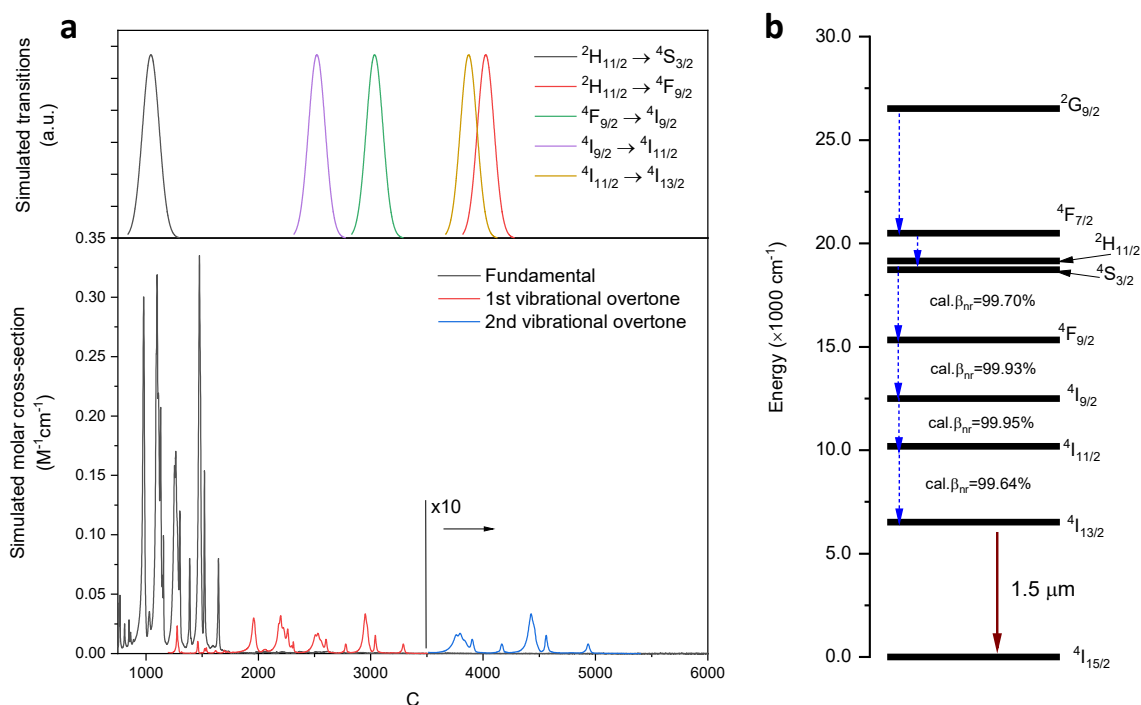 a
Simulated transitions
(a.u.)
²H₁₁/₂ → ⁴S₃/₂
²H₁₁/₂ → ⁴F₉/₂
⁴F₉/₂ → ⁴I₉/₂
⁴I₉/₂ → ⁴I₁₁/₂
⁴I₁₁/₂ → ⁴I₁₃/₂
Simulated molar cross-section
(M⁻¹cm⁻¹)
0.35
0.30
0.25
0.20
0.15
0.10
0.05
0.00
Fundamental
1st vibrational overtone
2nd vibrational overtone
x10
1000 2000 3000 4000 5000 6000
C
b
Energy (×1000 cm⁻¹)
30.0
25.0
20.0
15.0
10.0
5.0
0.0
²G₉/₂
⁴F₇/₂
²H₁₁/₂
⁴S₃/₂
cal.βnr=99.70%
⁴F₉/₂
cal.βnr=99.93%
⁴I₉/₂
cal.βnr=99.95%
⁴I₁₁/₂
cal.βnr=99.64%
⁴I₁₃/₂
1.5 μm
⁴I₁₅/₂